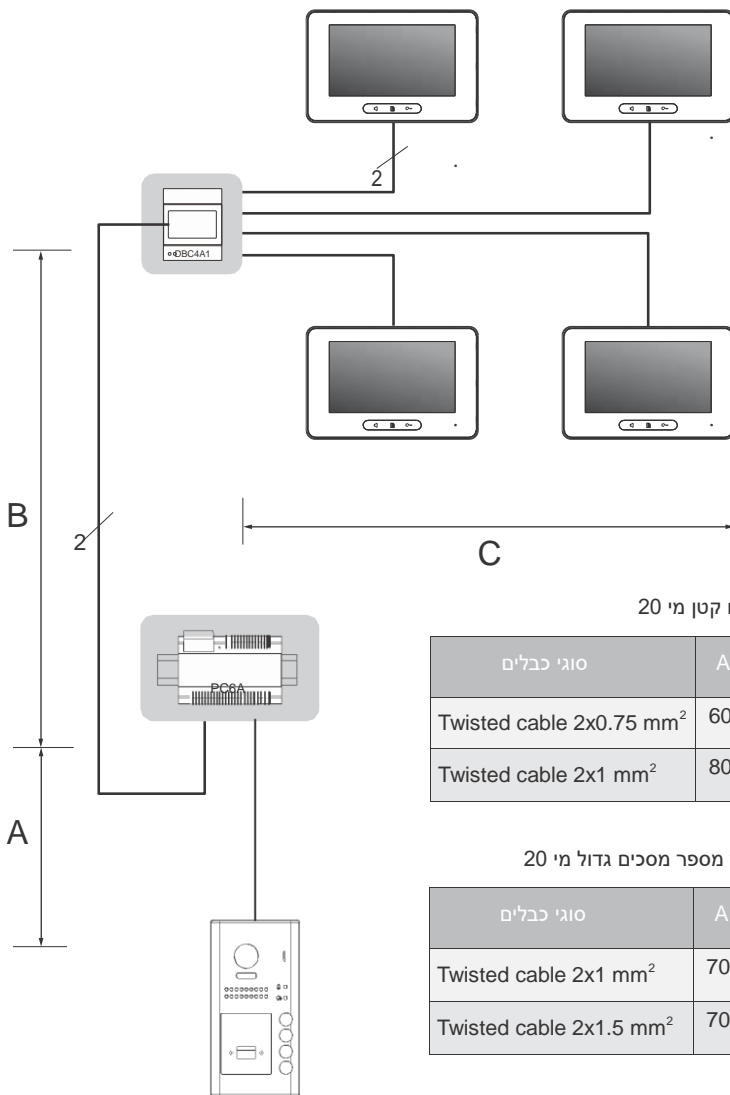 2
DBC4A1
B
2
C
קטן מי 20
סוגי כבלים A
PC6A
Twisted cable 2x0.75 mm² 60
Twisted cable 2x1 mm² 80
A
מספר מסכים גדול מי 20
סוגי כבלים A
Twisted cable 2x1 mm² 70
Twisted cable 2x1.5 mm² 70